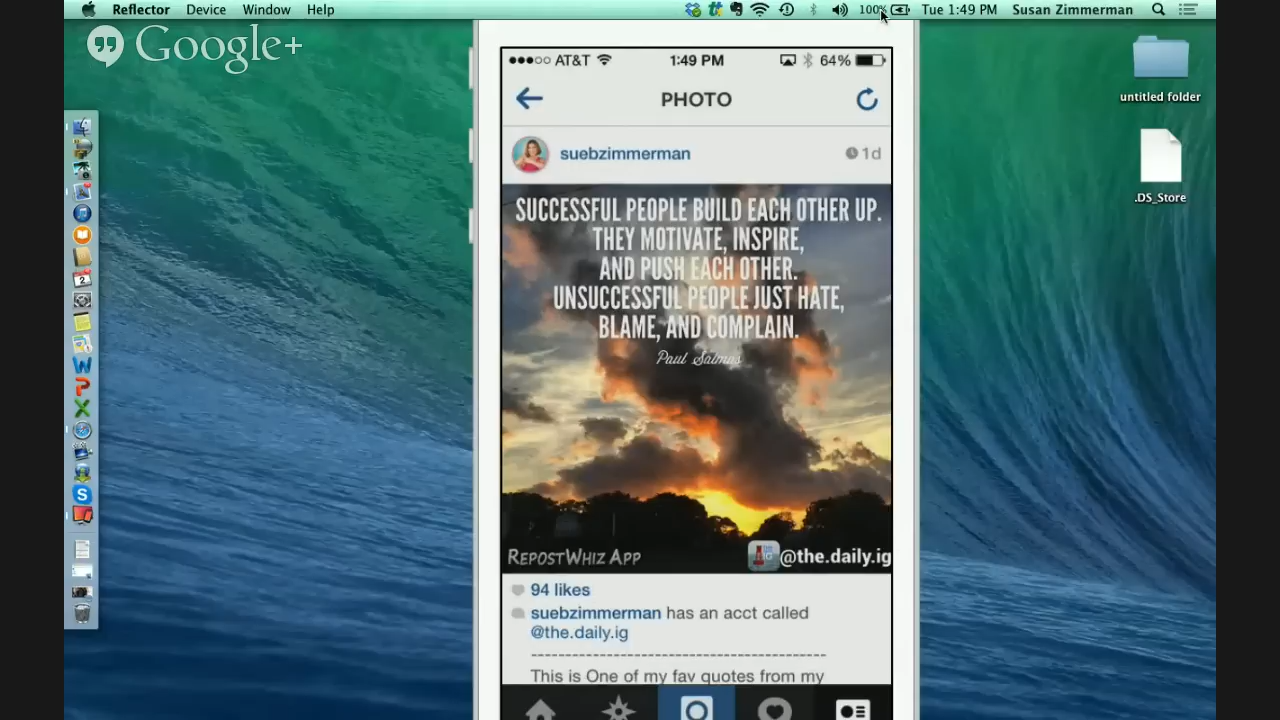 Reflector Device Window Help 100% Tue 1:49 PM Susan Zimmerman
Google+
untitled folder
.DS_Store
AT&T 1:49 PM 64%
PHOTO
suebzimmerman 1d
SUCCESSFUL PEOPLE BUILD EACH OTHER UP.
THEY MOTIVATE, INSPIRE,
AND PUSH EACH OTHER.
UNSUCCESSFUL PEOPLE JUST HATE,
BLAME, AND COMPLAIN.
Paul Salmas
REPOSTWHIZ APP @the.daily.ig
94 likes
suebzimmerman has an acct called
@the.daily.ig
---------------------------------------
This is One of my fav quotes from my